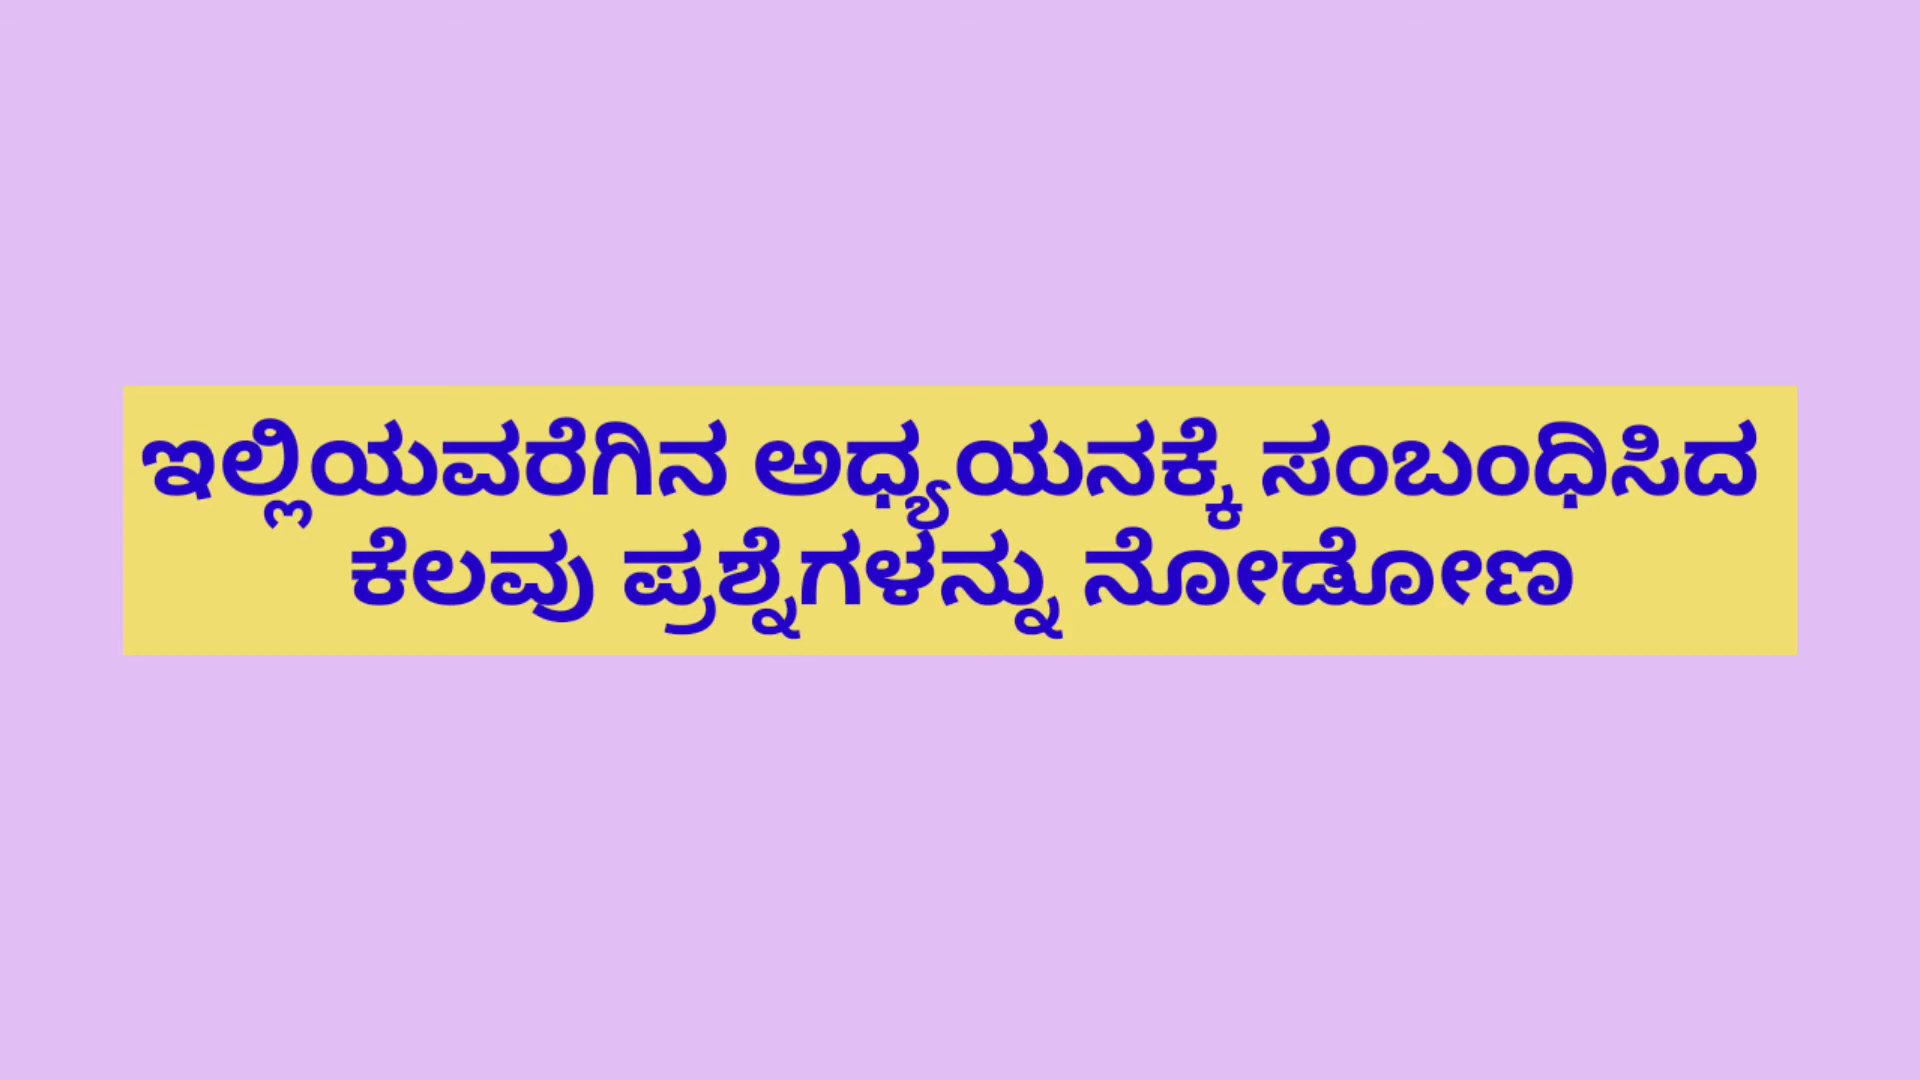 ಇಲ್ಲಿಯವರೆಗಿನ ಅಧ್ಯಯನಕ್ಕೆ ಸಂಬಂಧಿಸಿದ
ಕೆಲವು ಪ್ರಶ್ನೆಗಳನ್ನು ನೋಡೋಣ